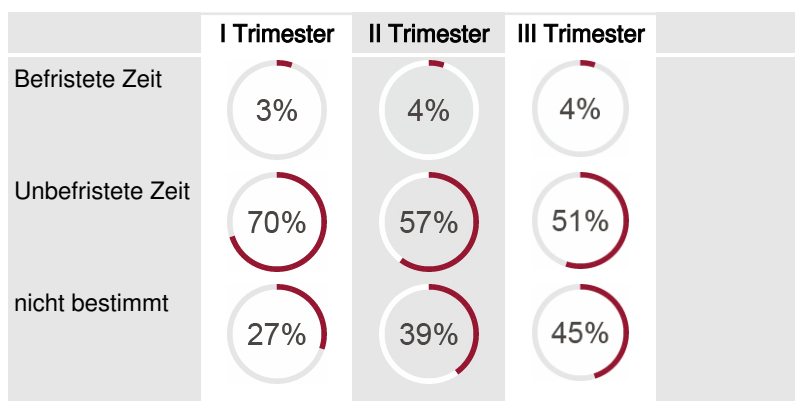 I Trimester II Trimester III Trimester
Befristete Zeit
3% 4% 4%
Unbefristete Zeit
70% 57% 51%
nicht bestimmt
27% 39% 45%